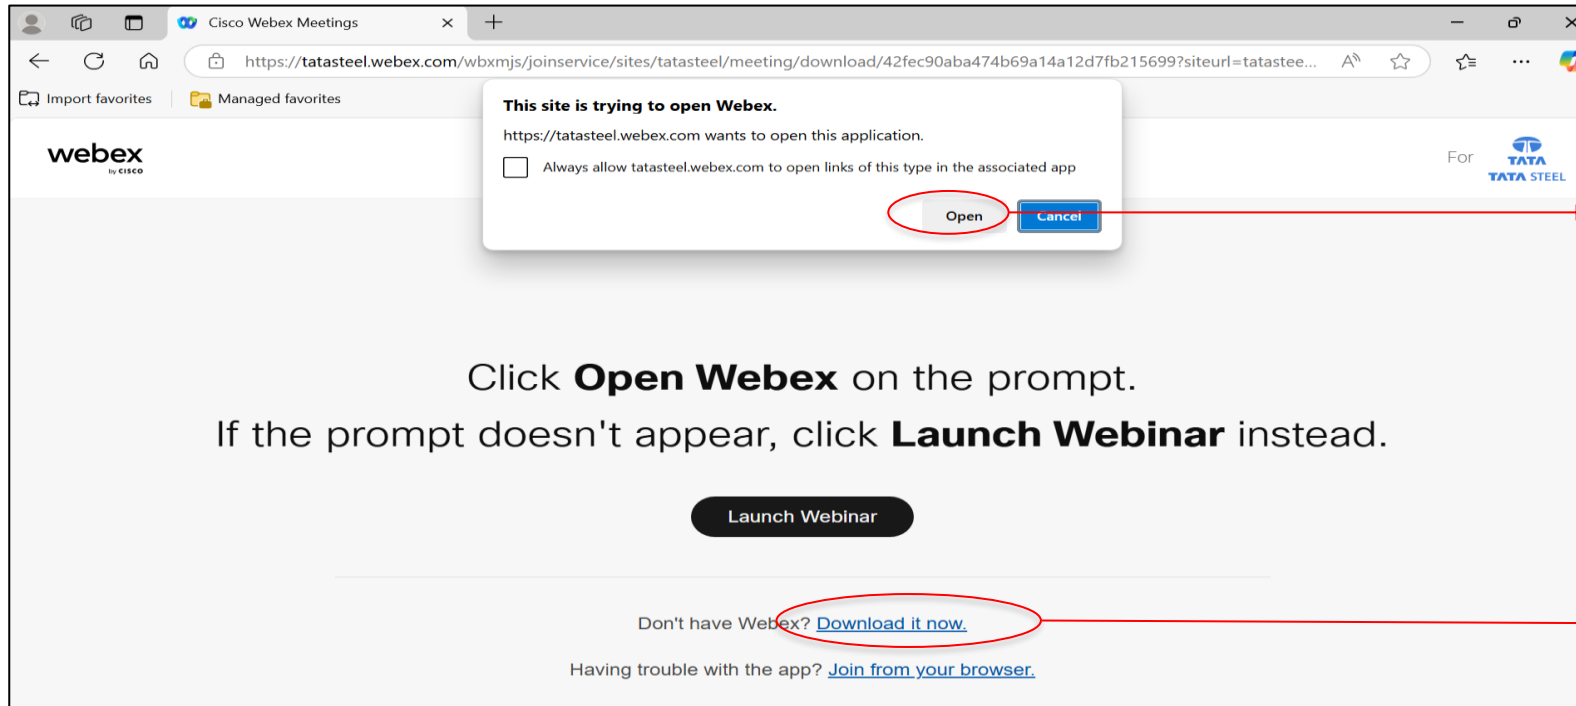 Cisco Webex Meetings
https://tatasteel.webex.com/wbxmjs/joinservice/sites/tatasteel/meeting/download/42fec90aba474b69a14a12d7fb215699?siteurl=tatastee...
Import favorites
Managed favorites
This site is trying to open Webex.
https://tatasteel.webex.com wants to open this application.
Always allow tatasteel.webex.com to open links of this type in the associated app
Open
Cancel
webex
by CISCO
For
TATA
TATA STEEL
Click Open Webex on the prompt.
If the prompt doesn't appear, click Launch Webinar instead.
Launch Webinar
Don't have Webex? Download it now.
Having trouble with the app? Join from your browser.